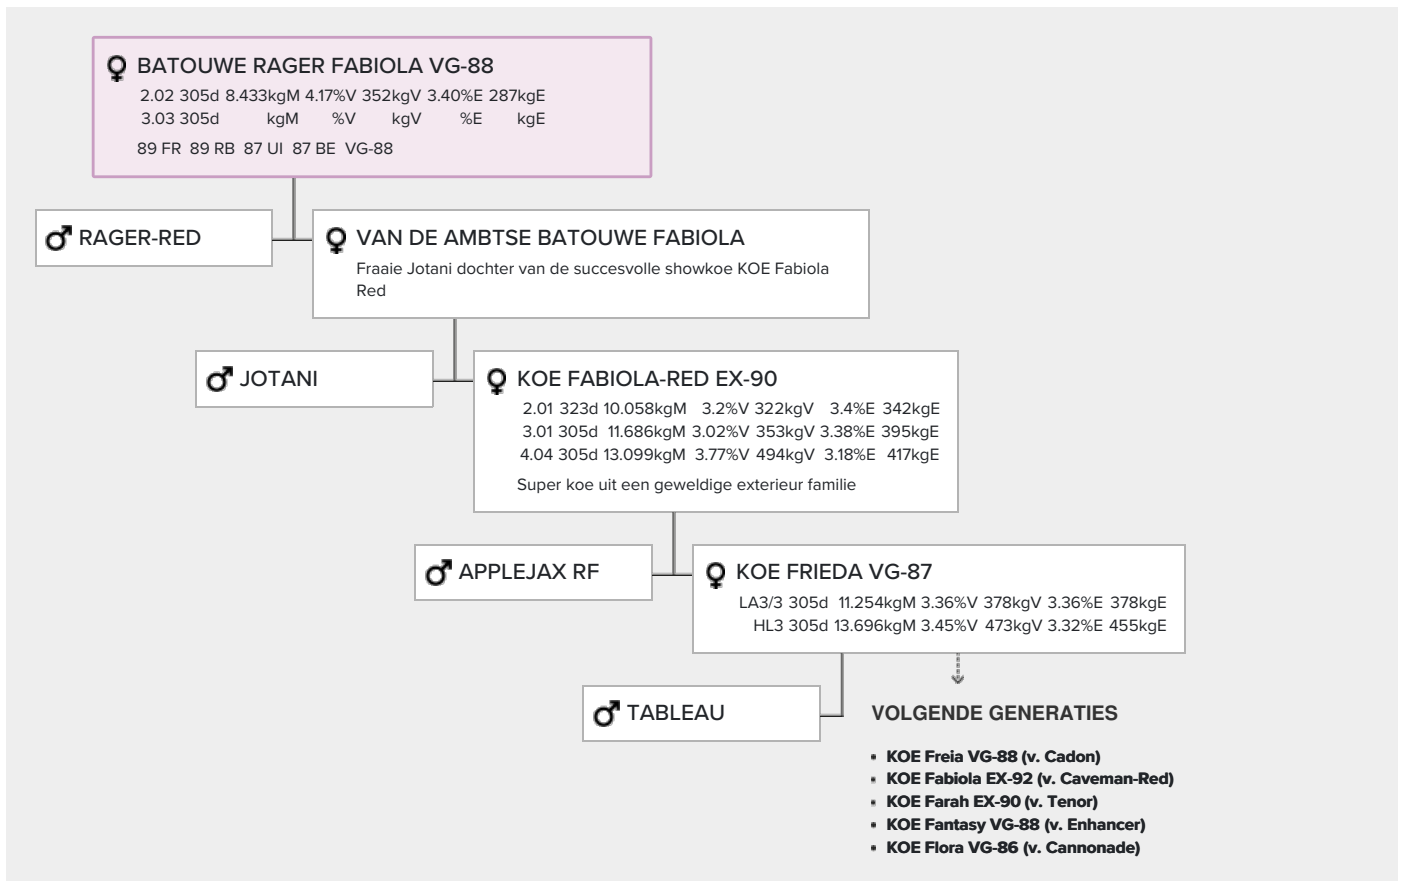 BATOUWE RAGER FABIOLA VG-88
2.02 305d 8.433kgM 4.17%V 352kgV 3.40%E 287kgE
3.03 305d kgM %V kgV %E kgE
89 FR 89 RB 87 UI 87 BE VG-88
RAGER-RED
VAN DE AMBTSE BATOUWE FABIOLA
Fraaie Jotani dochter van de succesvolle showkoe KOE Fabiola
Red
JOTANI
KOE FABIOLA-RED EX-90
2.01 323d 10.058kgM 3.2%V 322kgV 3.4%E 342kgE
3.01 305d 11.686kgM 3.02%V 353kgV 3.38%E 395kgE
4.04 305d 13.099kgM 3.77%V 494kgV 3.18%E 417kgE
Super koe uit een geweldige exterieur familie
APPLEJAX RF
KOE FRIEDA VG-87
LA3/3 305d 11.254kgM 3.36%V 378kgV 3.36%E 378kgE
HL3 305d 13.696kgM 3.45%V 473kgV 3.32%E 455kgE
TABLEAU
VOLGENDE GENERATIES
• KOE Freia VG-88 (v. Cadon)
• KOE Fabiola EX-92 (v. Caveman-Red)
• KOE Farah EX-90 (v. Tenor)
• KOE Fantasy VG-88 (v. Enhancer)
• KOE Flora VG-86 (v. Cannonade)